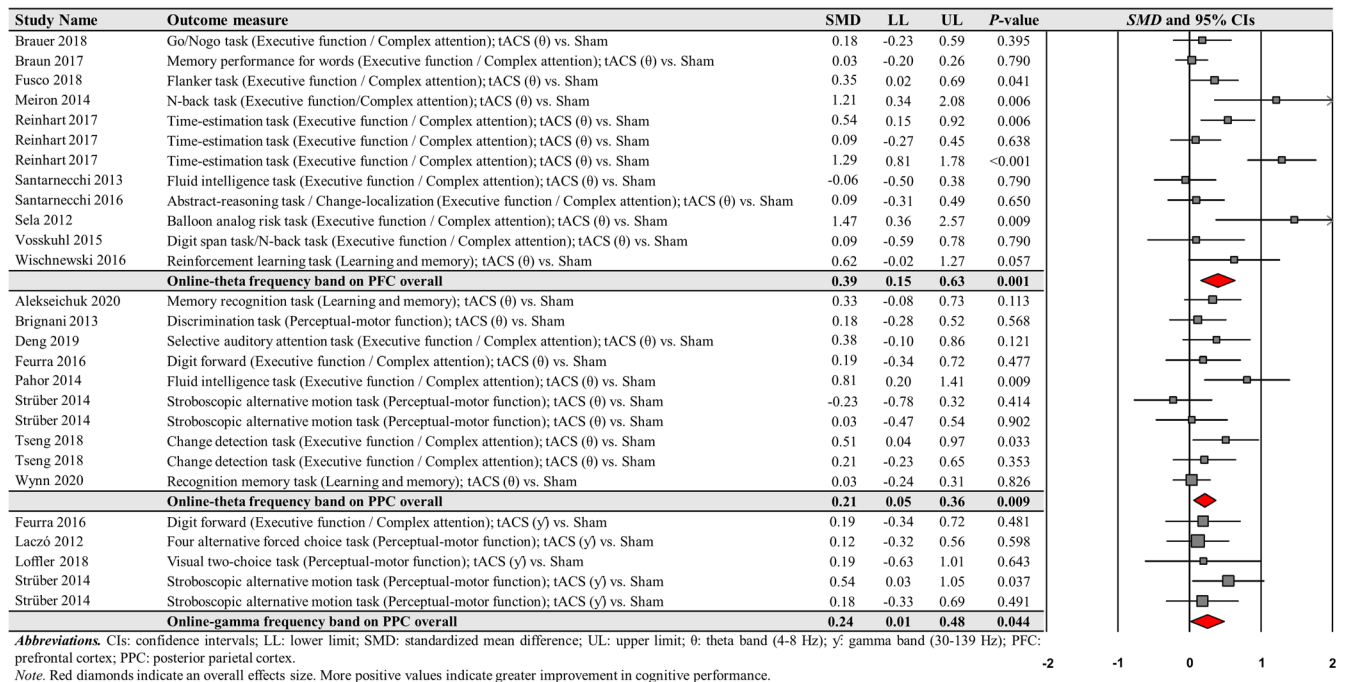 Study Name Outcome measure SMD LL UL P-value SMD and 95% CIs
Brauer 2018 Go/Nogo task (Executive function / Complex attention); tACS (θ) vs. Sham 0.18 -0.23 0.59 0.395
Braun 2017 Memory performance for words (Executive function / Complex attention); tACS (θ) vs. Sham 0.03 -0.20 0.26 0.790
Fusco 2018 Flanker task (Executive function / Complex attention); tACS (θ) vs. Sham 0.35 0.02 0.69 0.041
Meiron 2014 N-back task (Executive function/Complex attention); tACS (θ) vs. Sham 1.21 0.34 2.08 0.006
Reinhart 2017 Time-estimation task (Executive function / Complex attention); tACS (θ) vs. Sham 0.54 0.15 0.92 0.006
Reinhart 2017 Time-estimation task (Executive function / Complex attention); tACS (θ) vs. Sham 0.09 -0.27 0.45 0.638
Reinhart 2017 Time-estimation task (Executive function / Complex attention); tACS (θ) vs. Sham 1.29 0.81 1.78 <0.001
Santarnecchi 2013 Fluid intelligence task (Executive function / Complex attention); tACS (θ) vs. Sham -0.06 -0.50 0.38 0.790
Santarnecchi 2016 Abstract-reasoning task / Change-localization (Executive function / Complex attention); tACS (θ) vs. Sham 0.09 -0.31 0.49 0.650
Sela 2012 Balloon analog risk task (Executive function / Complex attention); tACS (θ) vs. Sham 1.47 0.36 2.57 0.009
Vosskuhl 2015 Digit span task/N-back task (Executive function / Complex attention); tACS (θ) vs. Sham 0.09 -0.59 0.78 0.790
Wischnewski 2016 Reinforcement learning task (Learning and memory); tACS (θ) vs. Sham 0.62 -0.02 1.27 0.057
Online-theta frequency band on PFC overall 0.39 0.15 0.63 0.001
Alekseichuk 2020 Memory recognition task (Learning and memory); tACS (θ) vs. Sham 0.33 -0.08 0.73 0.113
Brignani 2013 Discrimination task (Perceptual-motor function); tACS (θ) vs. Sham 0.18 -0.28 0.52 0.568
Deng 2019 Selective auditory attention task (Executive function / Complex attention); tACS (θ) vs. Sham 0.38 -0.10 0.86 0.121
Feurra 2016 Digit forward (Executive function / Complex attention); tACS (θ) vs. Sham 0.19 -0.34 0.72 0.477
Pahor 2014 Fluid intelligence task (Executive function / Complex attention); tACS (θ) vs. Sham 0.81 0.20 1.41 0.009
Strüber 2014 Stroboscopic alternative motion task (Perceptual-motor function); tACS (θ) vs. Sham -0.23 -0.78 0.32 0.414
Strüber 2014 Stroboscopic alternative motion task (Perceptual-motor function); tACS (θ) vs. Sham 0.03 -0.47 0.54 0.902
Tseng 2018 Change detection task (Executive function / Complex attention); tACS (θ) vs. Sham 0.51 0.04 0.97 0.033
Tseng 2018 Change detection task (Executive function / Complex attention); tACS (θ) vs. Sham 0.21 -0.23 0.65 0.353
Wynn 2020 Recognition memory task (Learning and memory); tACS (θ) vs. Sham 0.03 -0.24 0.31 0.826
Online-theta frequency band on PPC overall 0.21 0.05 0.36 0.009
Feurra 2016 Digit forward (Executive function / Complex attention); tACS (ƴ) vs. Sham 0.19 -0.34 0.72 0.481
Laczó 2012 Four alternative forced choice task (Perceptual-motor function); tACS (ƴ) vs. Sham 0.12 -0.32 0.56 0.598
Loffler 2018 Visual two-choice task (Perceptual-motor function); tACS (ƴ) vs. Sham 0.19 -0.63 1.01 0.643
Strüber 2014 Stroboscopic alternative motion task (Perceptual-motor function); tACS (ƴ) vs. Sham 0.54 0.03 1.05 0.037
Strüber 2014 Stroboscopic alternative motion task (Perceptual-motor function); tACS (ƴ) vs. Sham 0.18 -0.33 0.69 0.491
Online-gamma frequency band on PPC overall 0.24 0.01 0.48 0.044
Abbreviations. CIs: confidence intervals; LL: lower limit; SMD: standardized mean difference; UL: upper limit; θ: theta band (4-8 Hz); ƴ: gamma band (30-139 Hz); PFC:
prefrontal cortex; PPC: posterior parietal cortex.
Note. Red diamonds indicate an overall effects size. More positive values indicate greater improvement in cognitive performance.
-2 -1 0 1 2